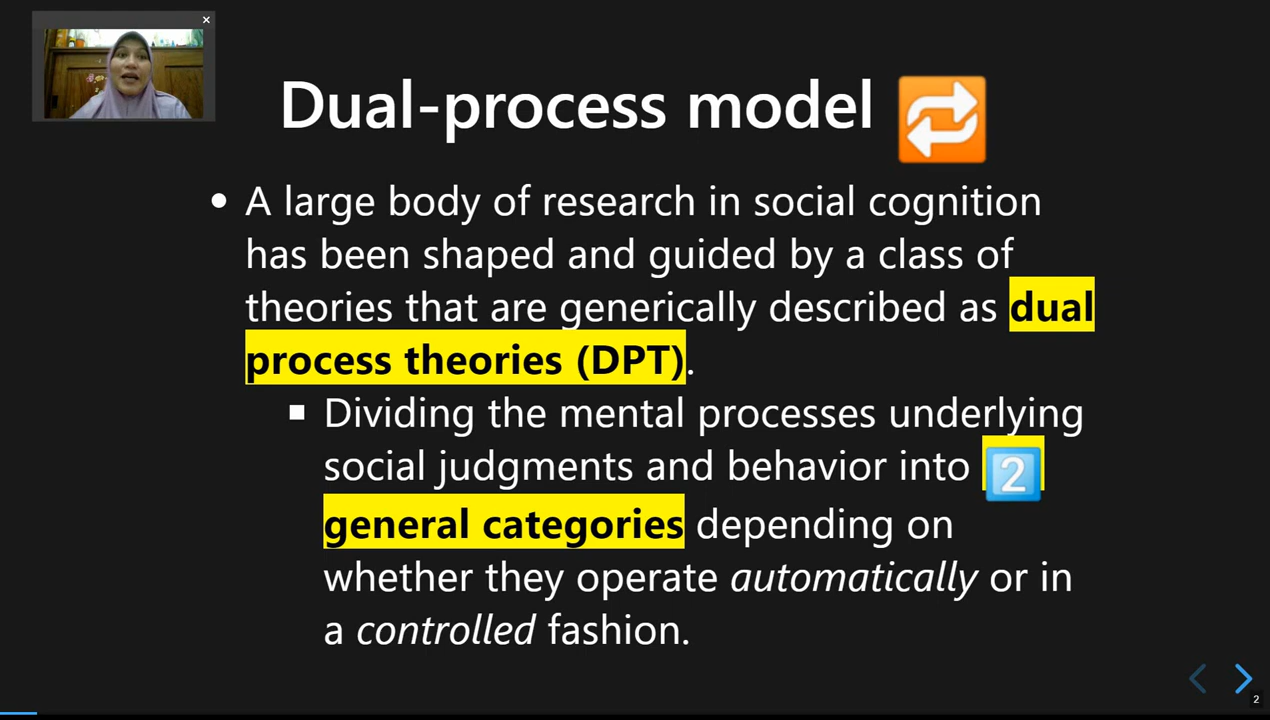 Dual-process model 🔁
• A large body of research in social cognition
has been shaped and guided by a class of
theories that are generically described as dual
process theories (DPT).
▪ Dividing the mental processes underlying
social judgments and behavior into 2️⃣
general categories depending on
whether they operate automatically or in
a controlled fashion.
2